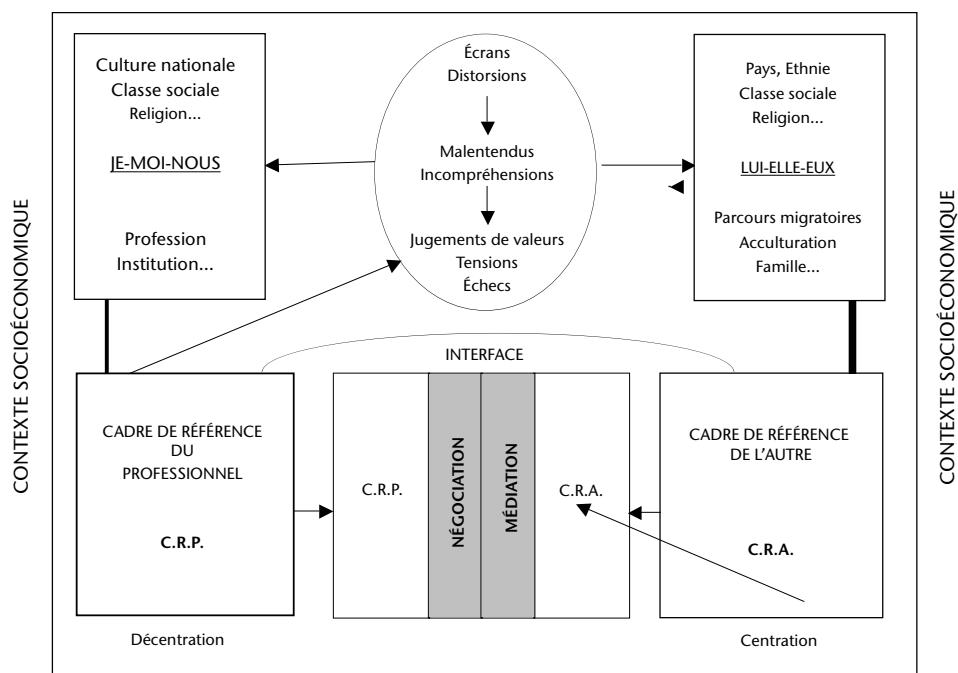 CONTEXTE SOCIOÉCONOMIQUE
Culture nationale
Classe sociale
Religion...
JE-MOI-NOUS
Profession
Institution...
Écrans
Distorsions
Malentendus
Incompréhensions
Jugements de valeurs
Tensions
Échecs
Pays, Ethnie
Classe sociale
Religion...
LUI-ELLE-EUX
Parcours migratoires
Acculturation
Famille...
CONTEXTE SOCIOÉCONOMIQUE
INTERFACE
CADRE DE RÉFÉRENCE
DU
PROFESSIONNEL
C.R.P.
C.R.P.
NÉGOCIATION
MÉDIATION
C.R.A.
CADRE DE RÉFÉRENCE
DE L’AUTRE
C.R.A.
Décentration
Centration